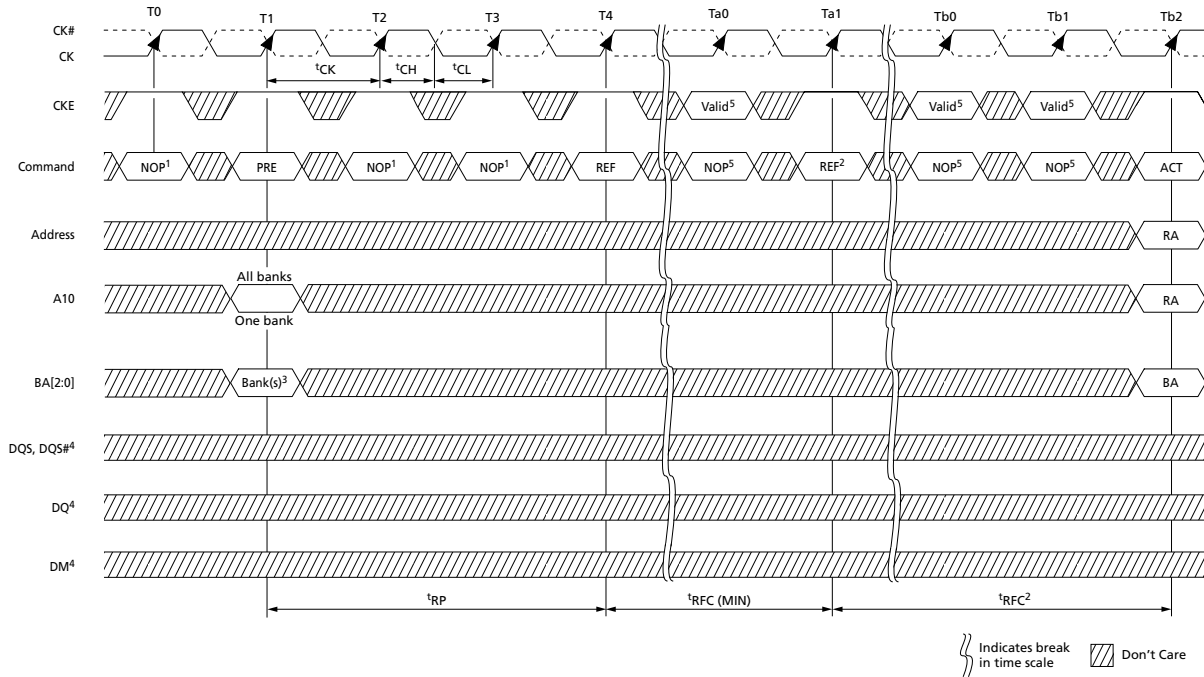 T0 T1 T2 T3 T4 Ta0 Ta1 Tb0 Tb1 Tb2
CK#
CK
tCK tCH tCL
CKE Valid5 Valid5 Valid5
Command NOP1 PRE NOP1 NOP1 REF NOP5 REF2 NOP5 NOP5 ACT
Address RA
All banks
A10 RA
One bank
BA[2:0] Bank(s)3 BA
DQS, DQS#4
DQ4
DM4
tRP tRFC (MIN) tRFC2
Indicates break
in time scale
Don't Care